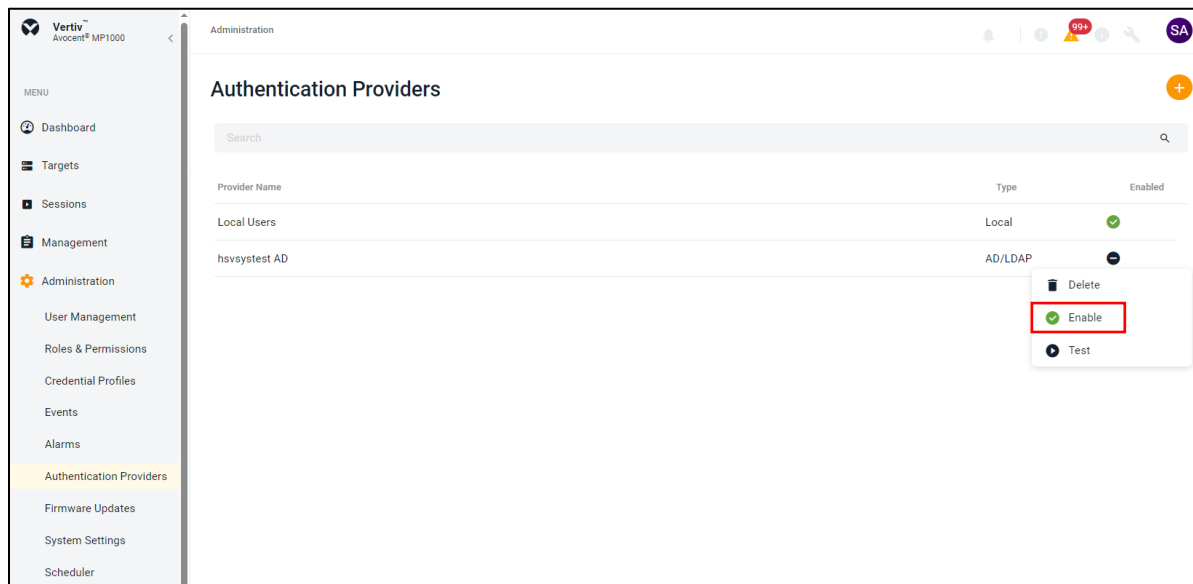 Vertiv™
Avocent® MP1000
Administration
99+
SA
MENU
Authentication Providers
Dashboard
Search
Targets
Provider Name Type Enabled
Sessions
Local Users Local
Management
hsvsystest AD AD/LDAP
Administration
Delete
User Management
Enable
Roles & Permissions
Test
Credential Profiles
Events
Alarms
Authentication Providers
Firmware Updates
System Settings
Scheduler